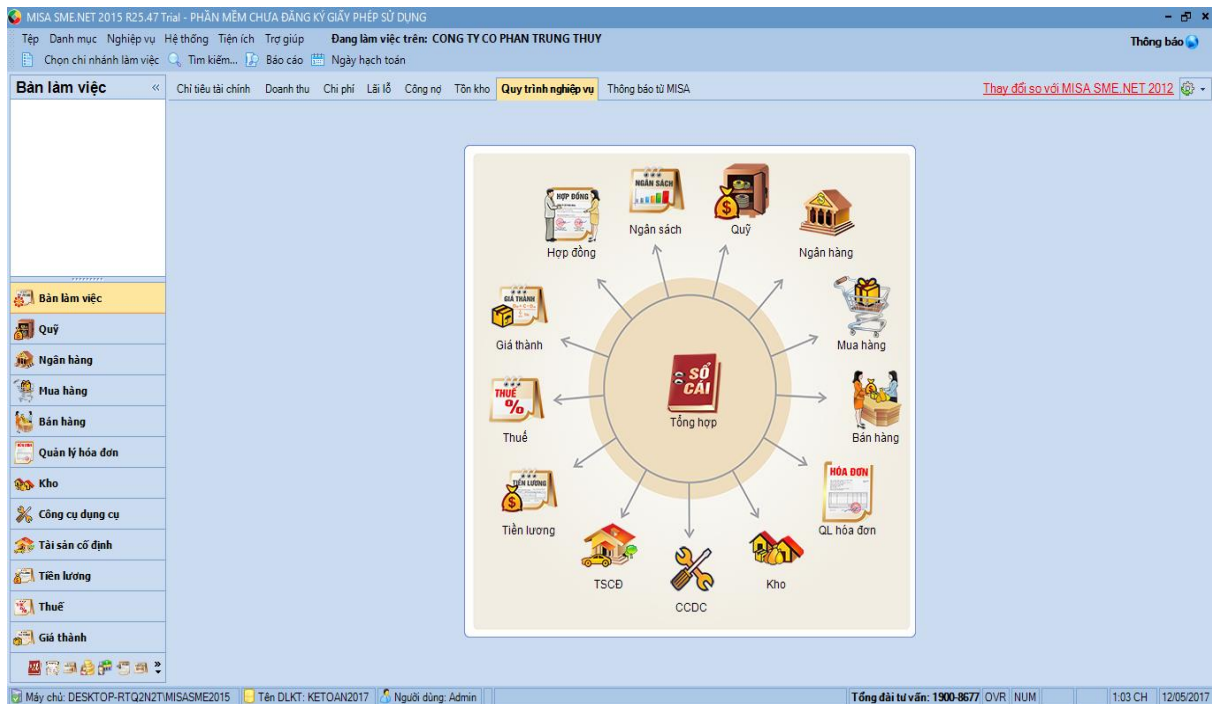 MISA SME.NET 2015 R25.47 Trial - PHẦN MỀM CHƯA ĐĂNG KÝ GIẤY PHÉP SỬ DỤNG
Tệp Danh mục Nghiệp vụ Hệ thống Tiện ích Trợ giúp Đang làm việc trên: CONG TY CO PHAN TRUNG THUY Thông báo
Chọn chi nhánh làm việc Tìm kiếm... Báo cáo Ngày hạch toán
Bàn làm việc «
Chỉ tiêu tài chính Doanh thu Chi phí Lãi lỗ Công nợ Tồn kho Quy trình nghiệp vụ Thông báo từ MISA Thay đổi so với MISA SME.NET 2012
Bàn làm việc
Quỹ
Ngân hàng
Mua hàng
Bán hàng
Quản lý hóa đơn
Kho
Công cụ dụng cụ
Tài sản cố định
Tiền lương
Thuế
Giá thành
HỢP ĐỒNG
Hợp đồng
NGÂN SÁCH
Ngân sách
Quỹ
Ngân hàng
Mua hàng
Bán hàng
HÓA ĐƠN
QL hóa đơn
Kho
CCDC
TSCĐ
TIỀN LƯƠNG
Tiền lương
THUẾ
%
Thuế
GIÁ THÀNH
Giá thành
SỔ
CÁI
Tổng hợp
Máy chủ: DESKTOP-RTQ2N2T\MISASME2015 Tên DLKT: KETOAN2017 Người dùng: Admin Tổng đài tư vấn: 1900-8677 OVR NUM 1:03 CH 12/05/2017